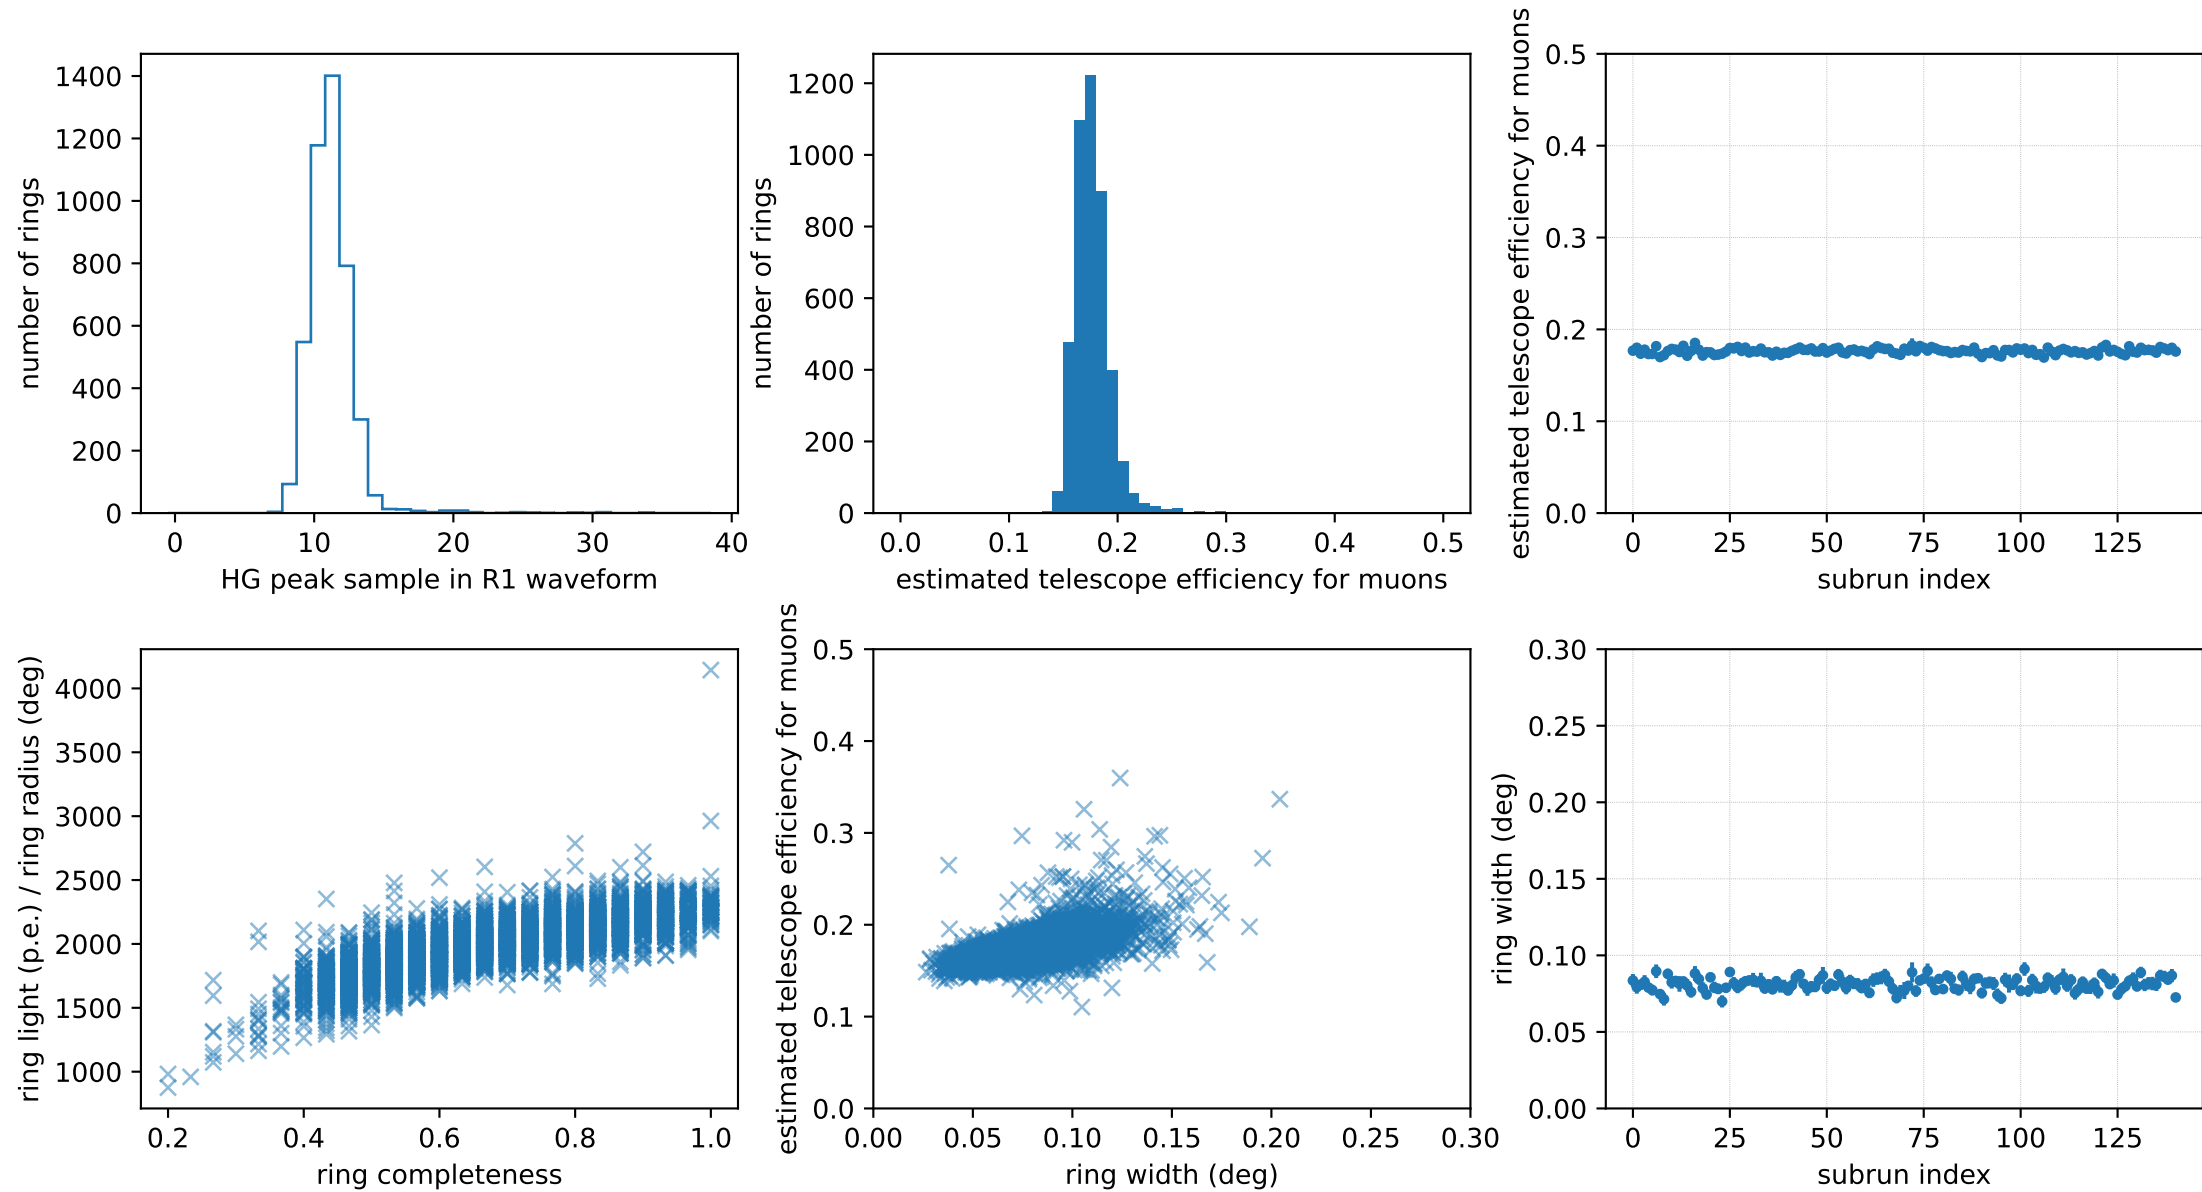 1400
1200
1000
800
600
400
200
0
number of rings
0 10 20 30 40
HG peak sample in R1 waveform
1200
1000
800
600
400
200
0
number of rings
0.0 0.1 0.2 0.3 0.4 0.5
estimated telescope efficiency for muons
0.5
0.4
0.3
0.2
0.1
0.0
estimated telescope efficiency for muons
0 25 50 75 100 125
subrun index
4000
3500
3000
2500
2000
1500
1000
ring light (p.e.) / ring radius (deg)
0.2 0.4 0.6 0.8 1.0
ring completeness
0.5
0.4
0.3
0.2
0.1
0.0
estimated telescope efficiency for muons
0.00 0.05 0.10 0.15 0.20 0.25 0.30
ring width (deg)
0.30
0.25
0.20
0.15
0.10
0.05
0.00
ring width (deg)
0 25 50 75 100 125
subrun index